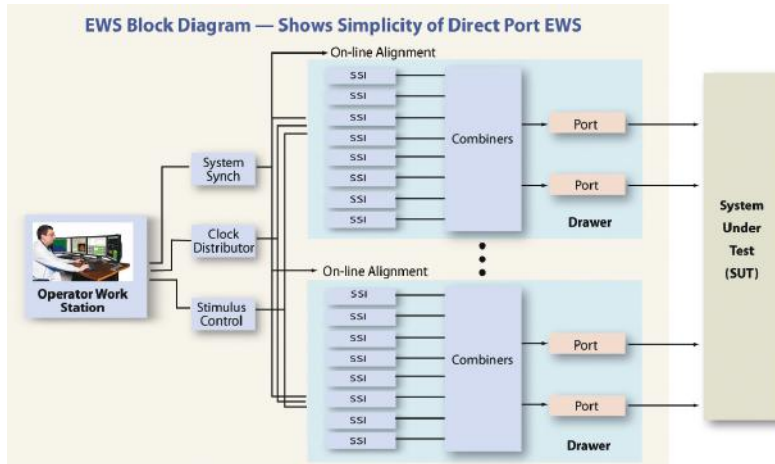 EWS Block Diagram — Shows Simplicity of Direct Port EWS
On-line Alignment
SSI
SSI
SSI
SSI
SSI
SSI
SSI
SSI
Combiners
Port
Port
Drawer
System
Synch
Clock
Distributor
Stimulus
Control
Operator Work
Station
On-line Alignment
SSI
SSI
SSI
SSI
SSI
SSI
SSI
SSI
Combiners
Port
Port
Drawer
System
Under
Test
(SUT)